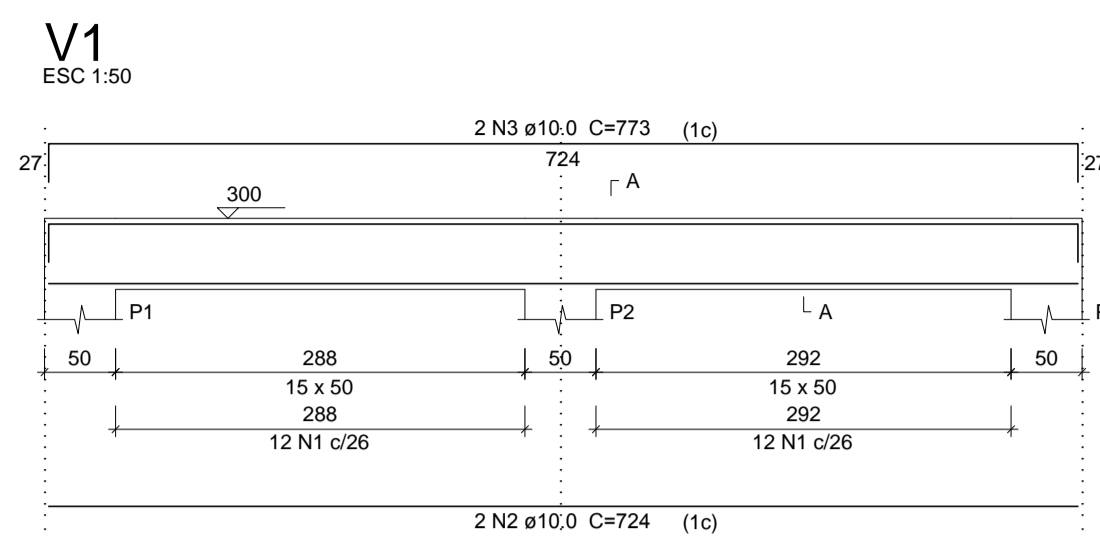 V1
ESC 1:50
2 N3 ø10.0 C=773 (1c)
27 724 27
A
300
P1 P2 A
50 288 50 292 50
15 x 50 15 x 50
288 292
12 N1 c/26 12 N1 c/26
2 N2 ø10.0 C=724 (1c)